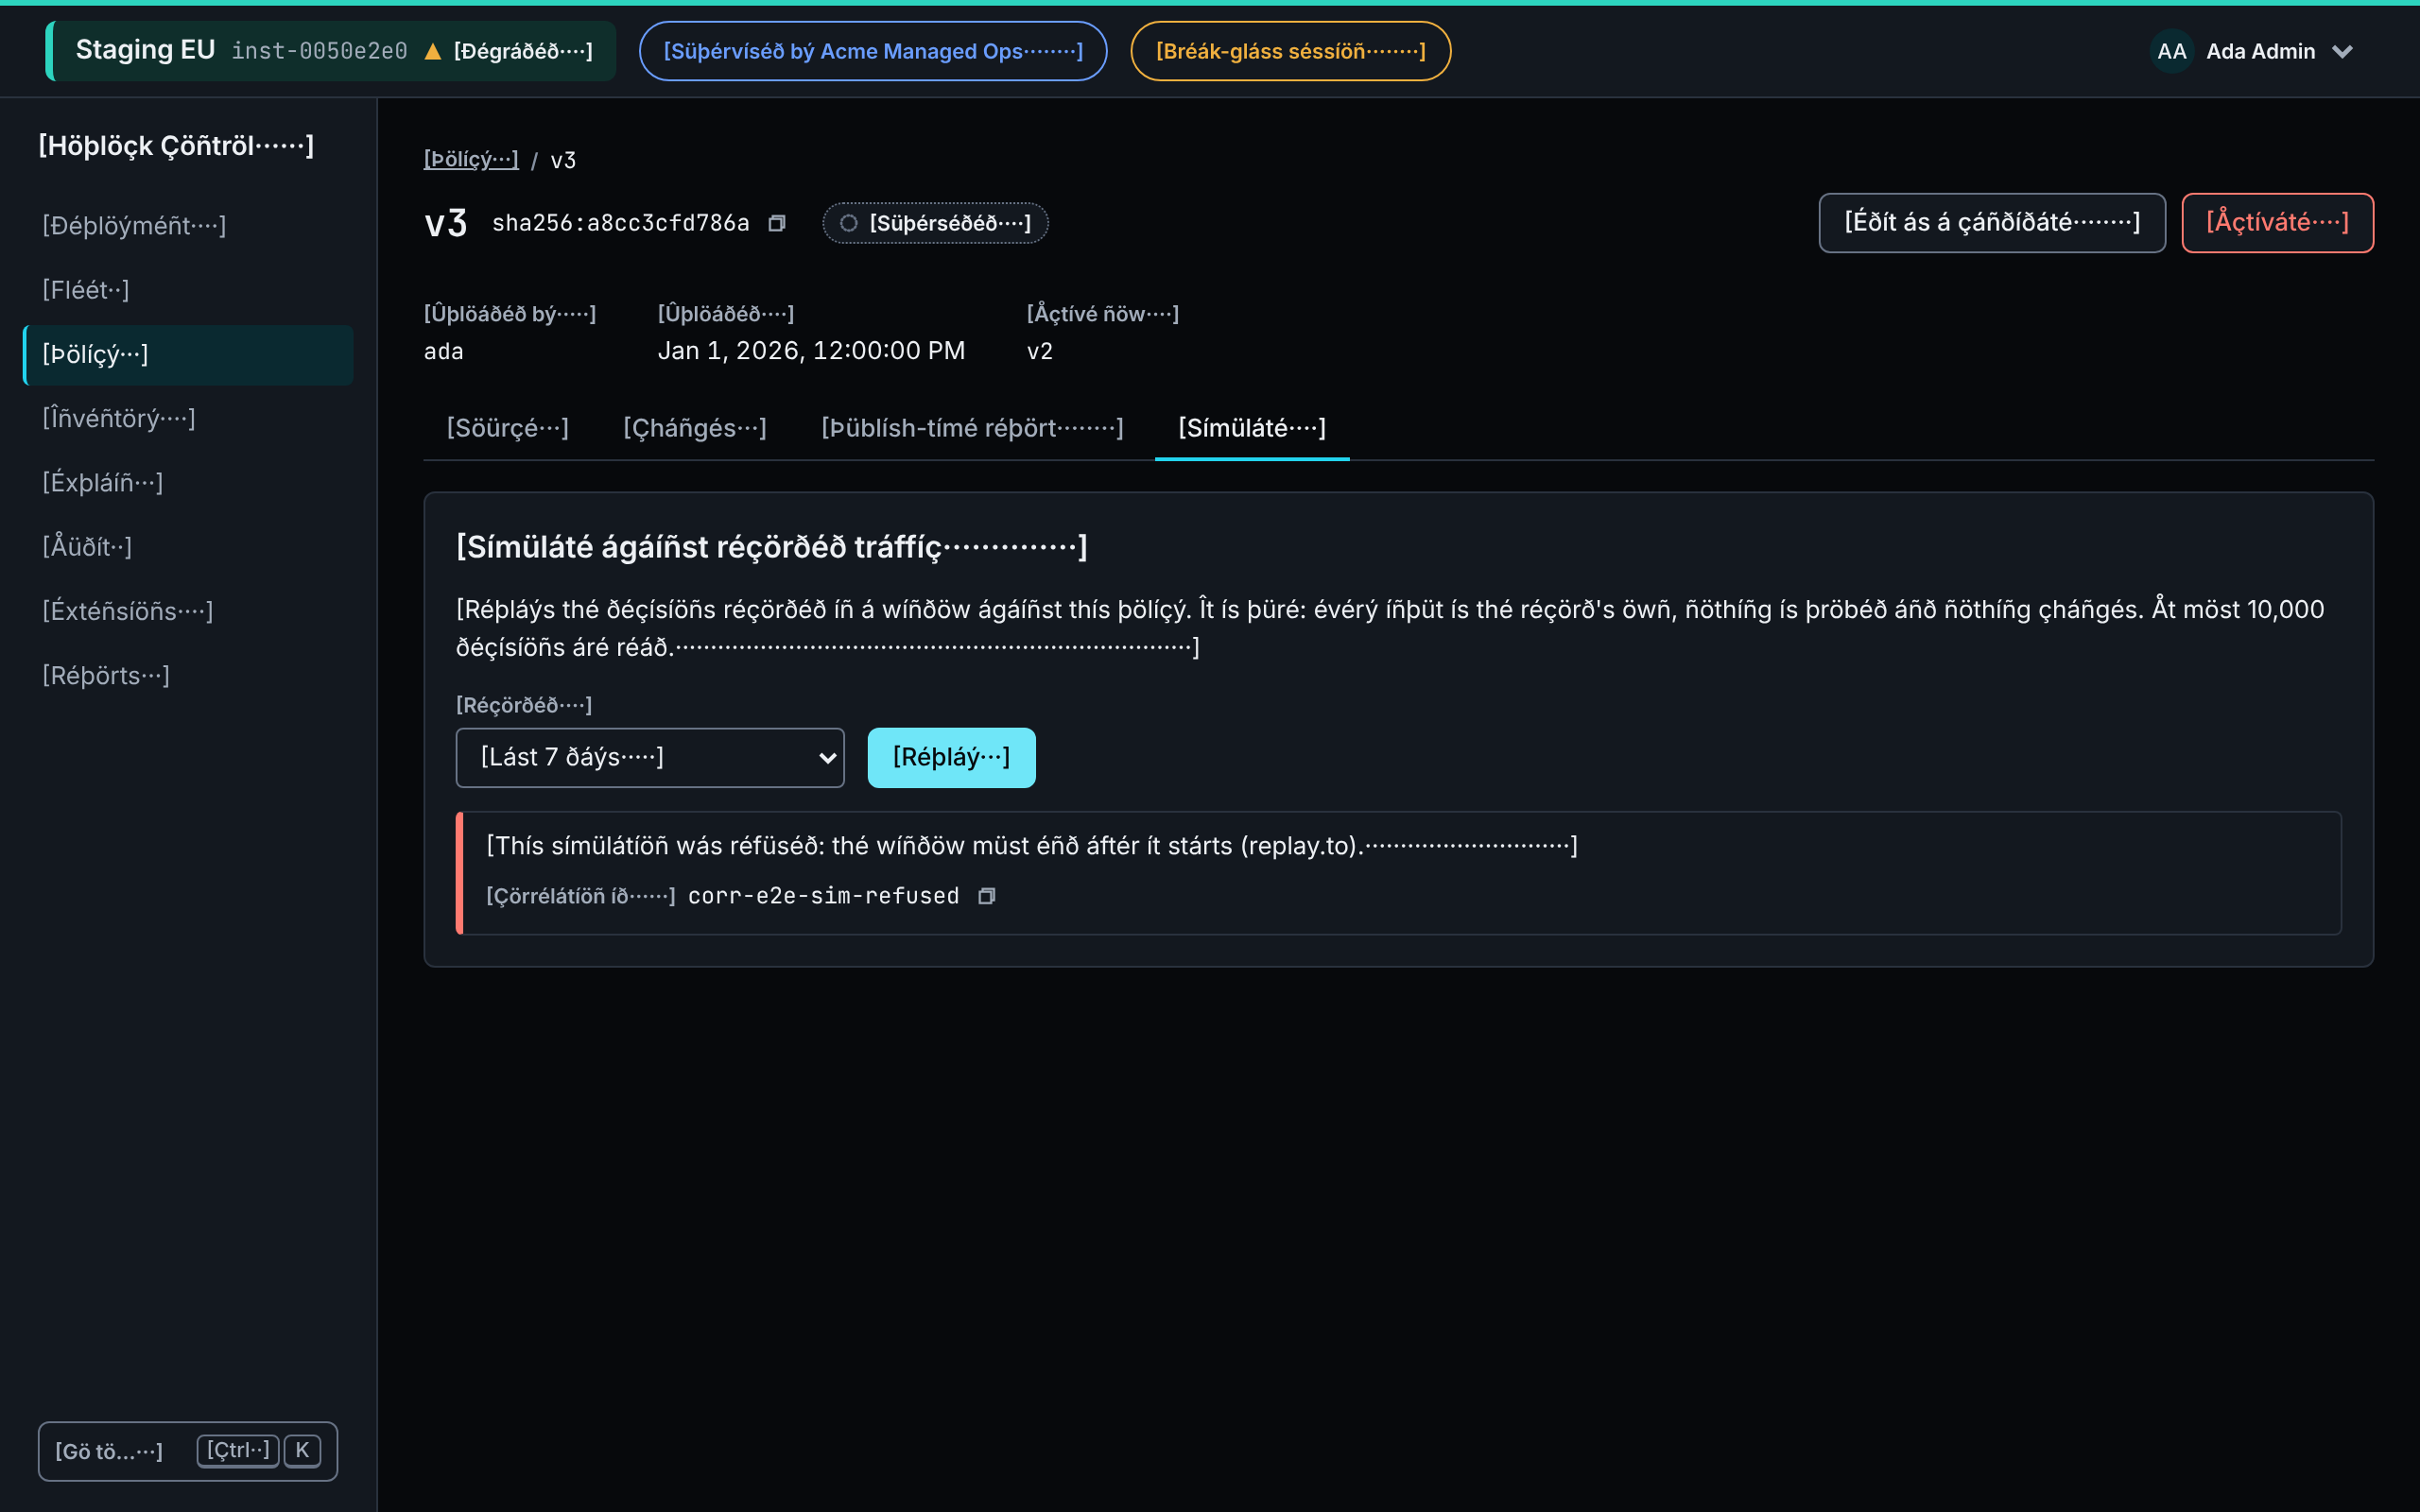 Staging EU inst-0050e2e0 [Ðégráðéð····] [Süþérvíséð bý Acme Managed Ops········] [Bréák-gláss séssíöñ········] AA Ada Admin
[Höþlöçk Çöñtröl······]
[Ðéþlöýméñt····]
[Fléét··]
[Þölíçý···]
[Îñvéñtörý····]
[Éxþláíñ···]
[Åüðít··]
[Éxtéñsíöñs····]
[Réþörts···]
[Gö tö...···] [Çtrl··] K
[Þölíçý···] / v3
v3 sha256:a8cc3cfd786a [Süþérséðéð····] [Éðít ás á çáñðíðáté········] [Åçtíváté····]
[Ûþlöáðéð bý·····] [Ûþlöáðéð····] [Åçtívé ñöw····]
ada Jan 1, 2026, 12:00:00 PM v2
[Söürçé···] [Çháñgés···] [Þüblísh-tímé réþört········] [Símüláté····]
[Símüláté ágáíñst réçörðéð tráffíç··············]
[Réþláýs thé ðéçísíöñs réçörðéð íñ á wíñðöw ágáíñst thís þölíçý. Ît ís þüré: évérý íñþüt ís thé réçörð's öwñ, ñöthíñg ís þröbéð áñð ñöthíñg çháñgés. Åt möst 10,000
ðéçísíöñs áré réáð.·········································································]
[Réçörðéð····]
[Lást 7 ðáýs·····] [Réþláý···]
[Thís símülátíöñ wás réfüséð: thé wíñðöw müst éñð áftér ít stárts (replay.to).·····························]
[Çörrélátíöñ íð······] corr-e2e-sim-refused